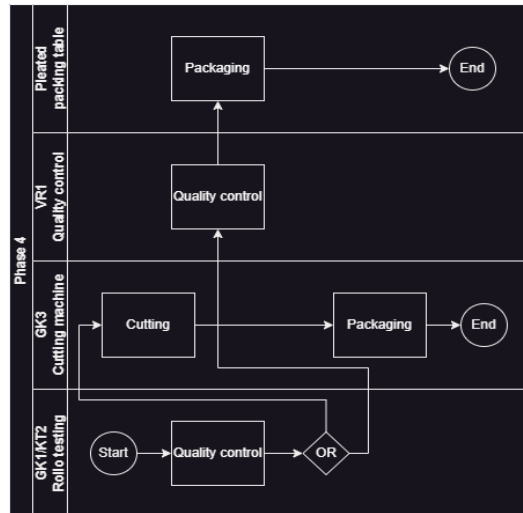 Phase 4
Pleated
packing table
Packaging
End
VR1
Quality control
Quality control
GK3
Cutting machine
Cutting
Packaging
End
GK1/KT2
Rollo testing
Start
Quality control
OR